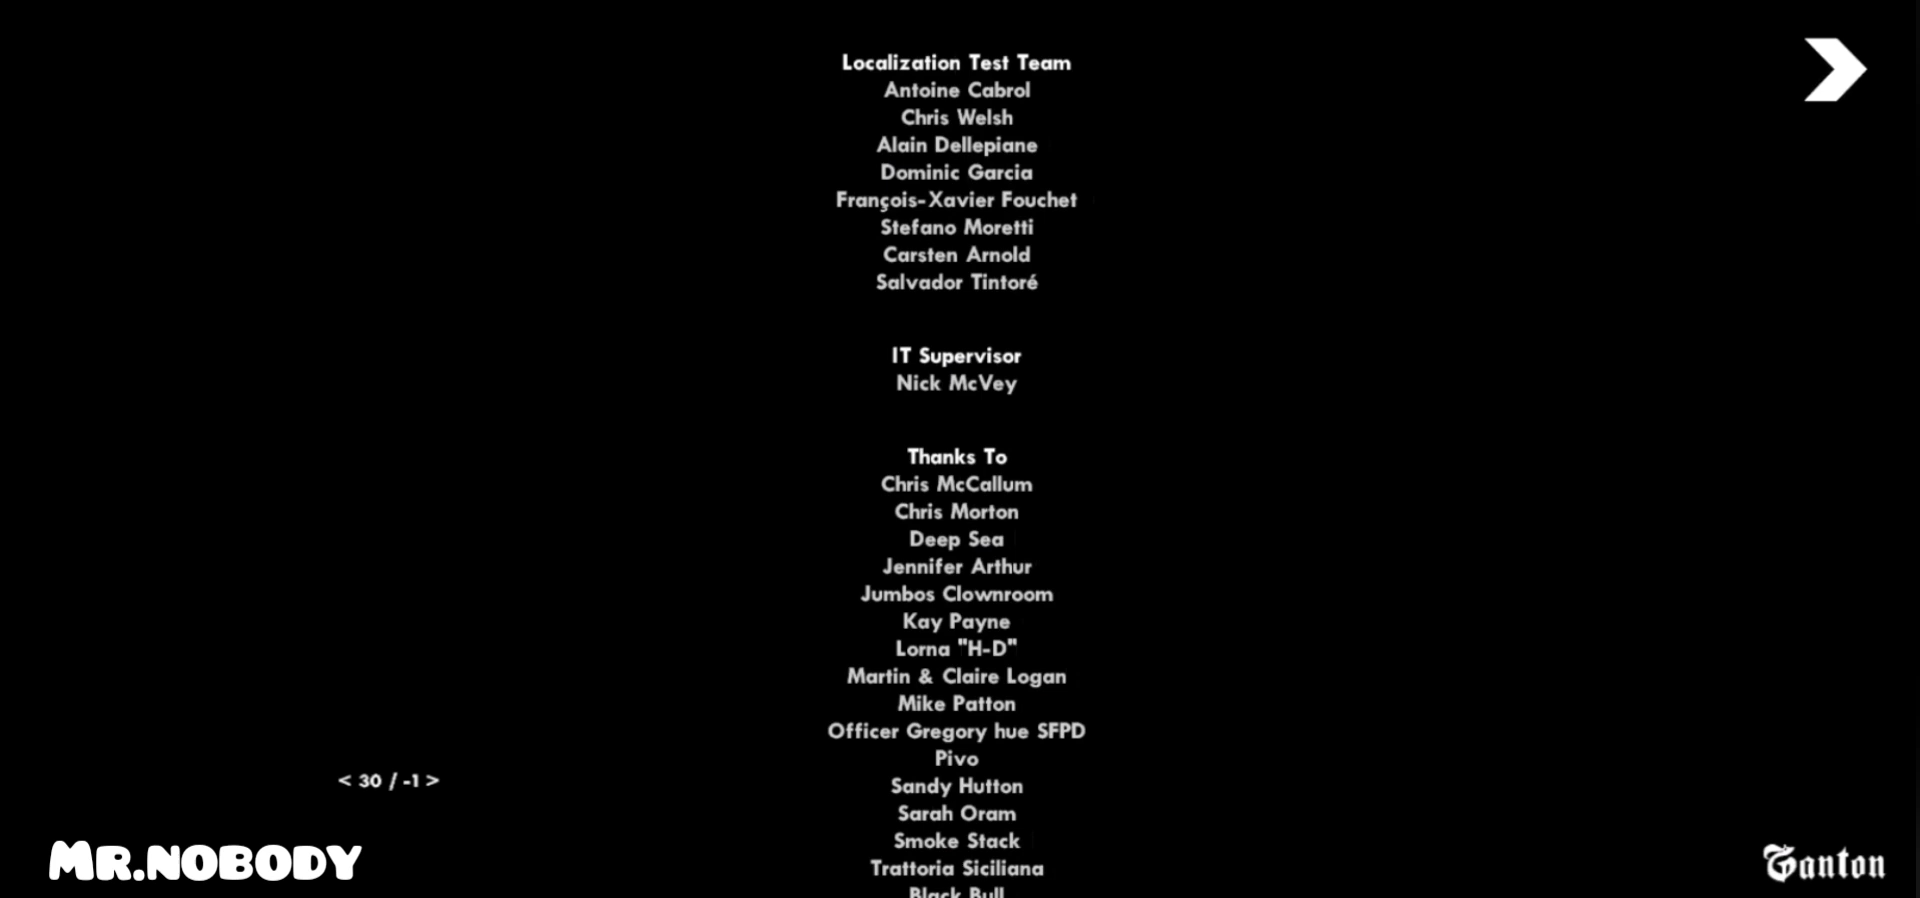 Localization Test Team
Antoine Cabrol
Chris Welsh
Alain Dellepiane
Dominic Garcia
François-Xavier Fouchet
Stefano Moretti
Carsten Arnold
Salvador Tintoré
IT Supervisor
Nick McVey
Thanks To
Chris McCallum
Chris Morton
Deep Sea
Jennifer Arthur
Jumbos Clownroom
Kay Payne
Lorna "H-D"
Martin & Claire Logan
Mike Patton
Officer Gregory hue SFPD
Pivo
< 30 / -1 >
Sandy Hutton
Sarah Oram
Smoke Stack
Trattoria Siciliana
Black Bull
MR.NOBODY
Ganton